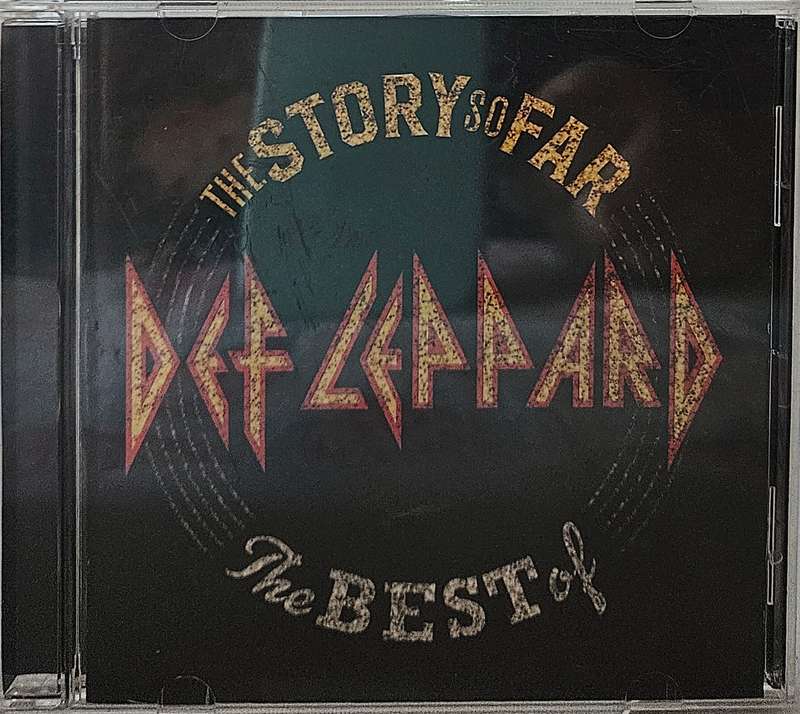 THE STORY SO FAR
DEF LEPPARD
The BEST of